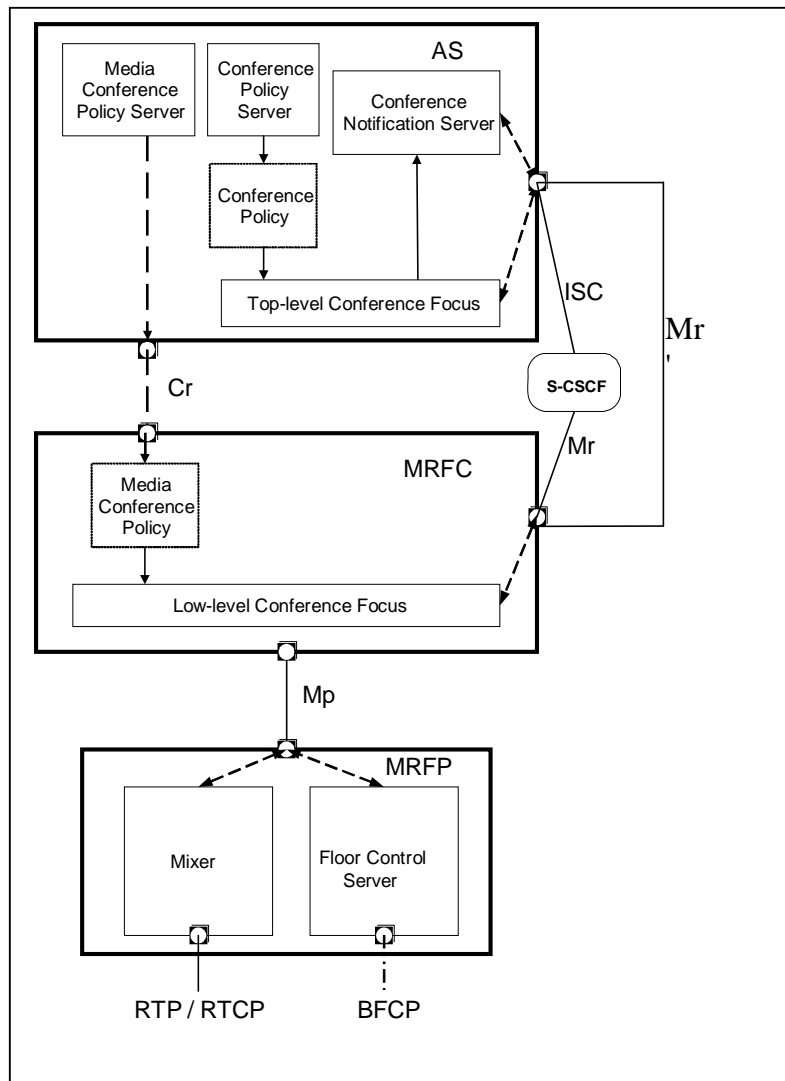 AS
Media
Conference
Policy Server
Conference
Policy
Server
Conference
Notification Server
Conference
Policy
Top-level Conference Focus
ISC
Mr
'
S-CSCF
Cr
Mr
MRFC
Media
Conference
Policy
Low-level Conference Focus
Mp
MRFP
Mixer
Floor Control
Server
RTP / RTCP
BFCP